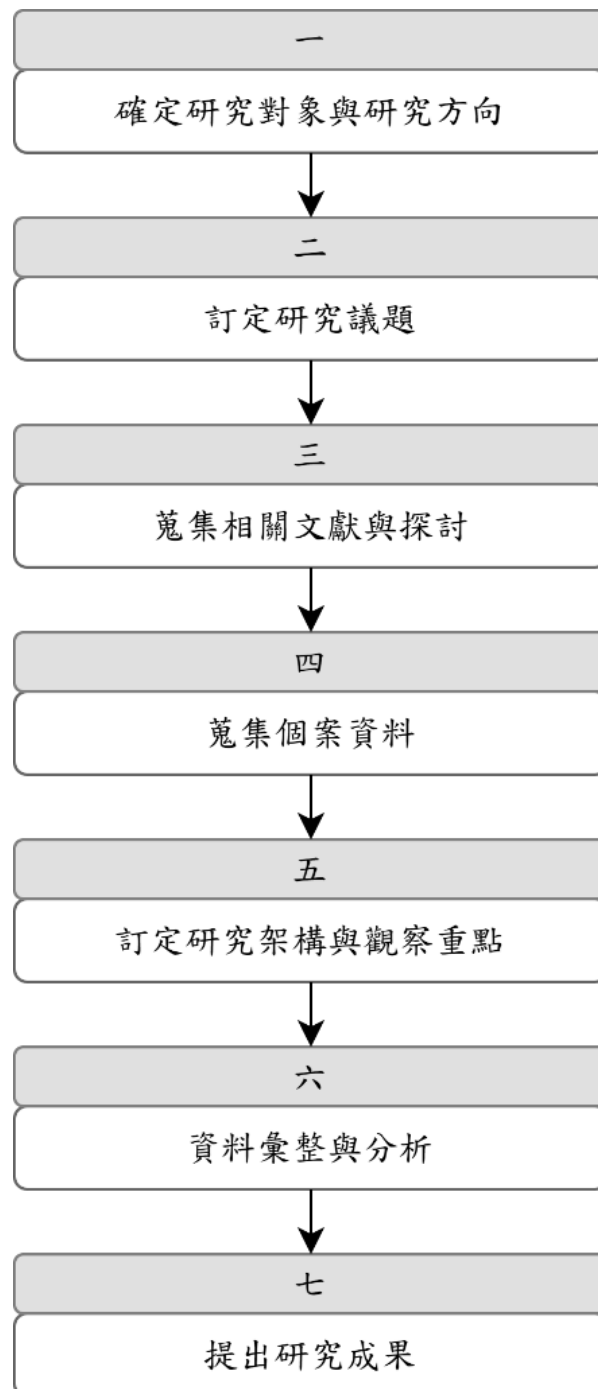 一
確定研究對象與研究方向
二
訂定研究議題
三
蒐集相關文獻與探討
四
蒐集個案資料
五
訂定研究架構與觀察重點
六
資料彙整與分析
七
提出研究成果